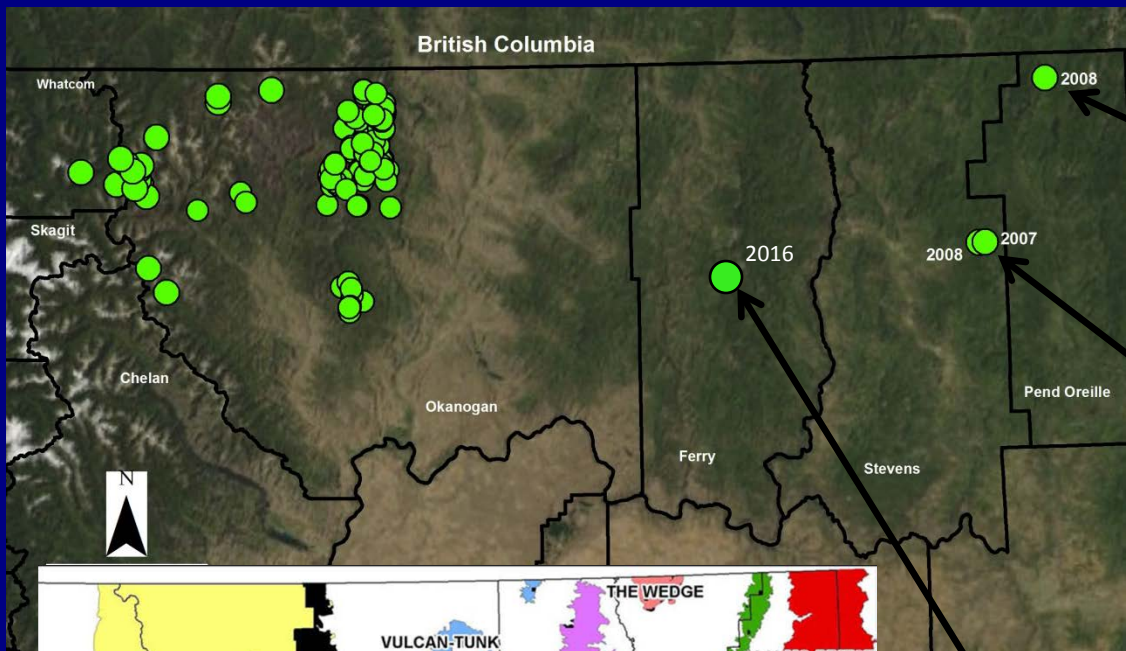 British Columbia
Whatcom
2008
Skagit
2008
2007
2016
Chelan
Okanogan
Pend Oreille
Ferry
Stevens
N
THE WEDGE
VULCAN-TUNK